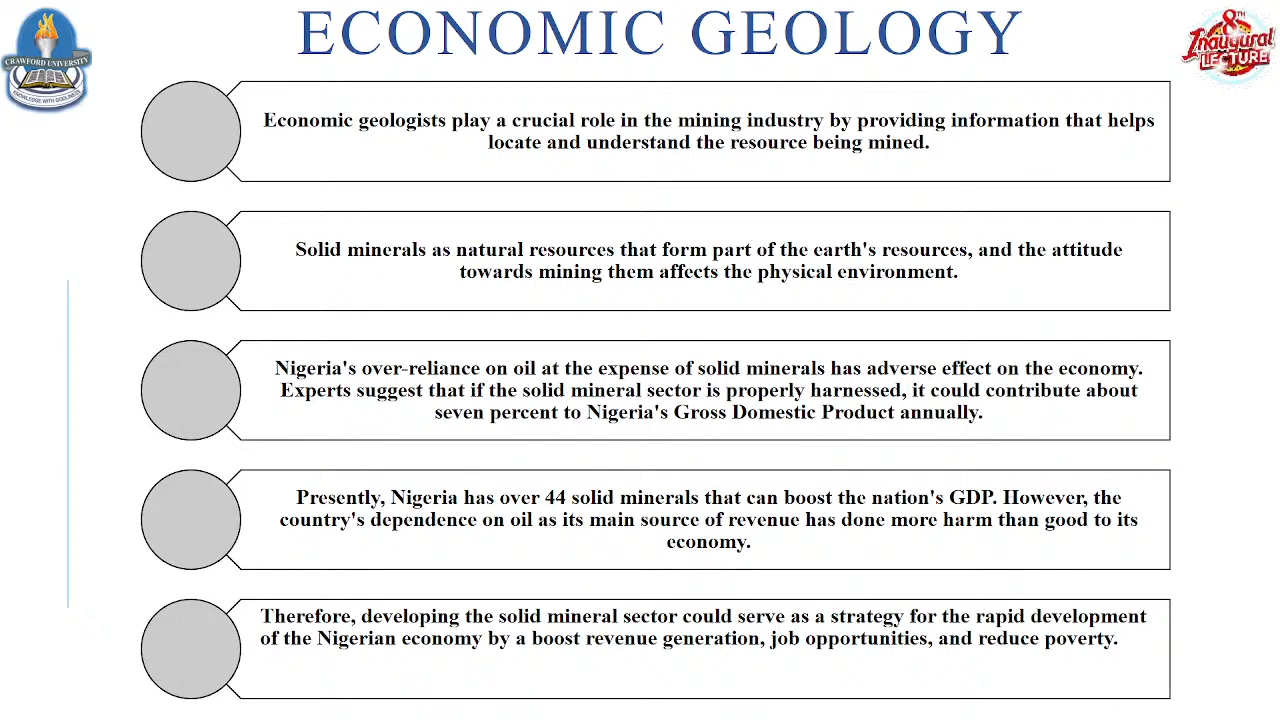 ECONOMIC GEOLOGY
CRAWFORD UNIVERSITY
KNOWLEDGE WITH GODLINESS
8TH
Inaugural
LECTURE
Economic geologists play a crucial role in the mining industry by providing information that helps
locate and understand the resource being mined.
Solid minerals as natural resources that form part of the earth's resources, and the attitude
towards mining them affects the physical environment.
Nigeria's over-reliance on oil at the expense of solid minerals has adverse effect on the economy.
Experts suggest that if the solid mineral sector is properly harnessed, it could contribute about
seven percent to Nigeria's Gross Domestic Product annually.
Presently, Nigeria has over 44 solid minerals that can boost the nation's GDP. However, the
country's dependence on oil as its main source of revenue has done more harm than good to its
economy.
Therefore, developing the solid mineral sector could serve as a strategy for the rapid development
of the Nigerian economy by a boost revenue generation, job opportunities, and reduce poverty.